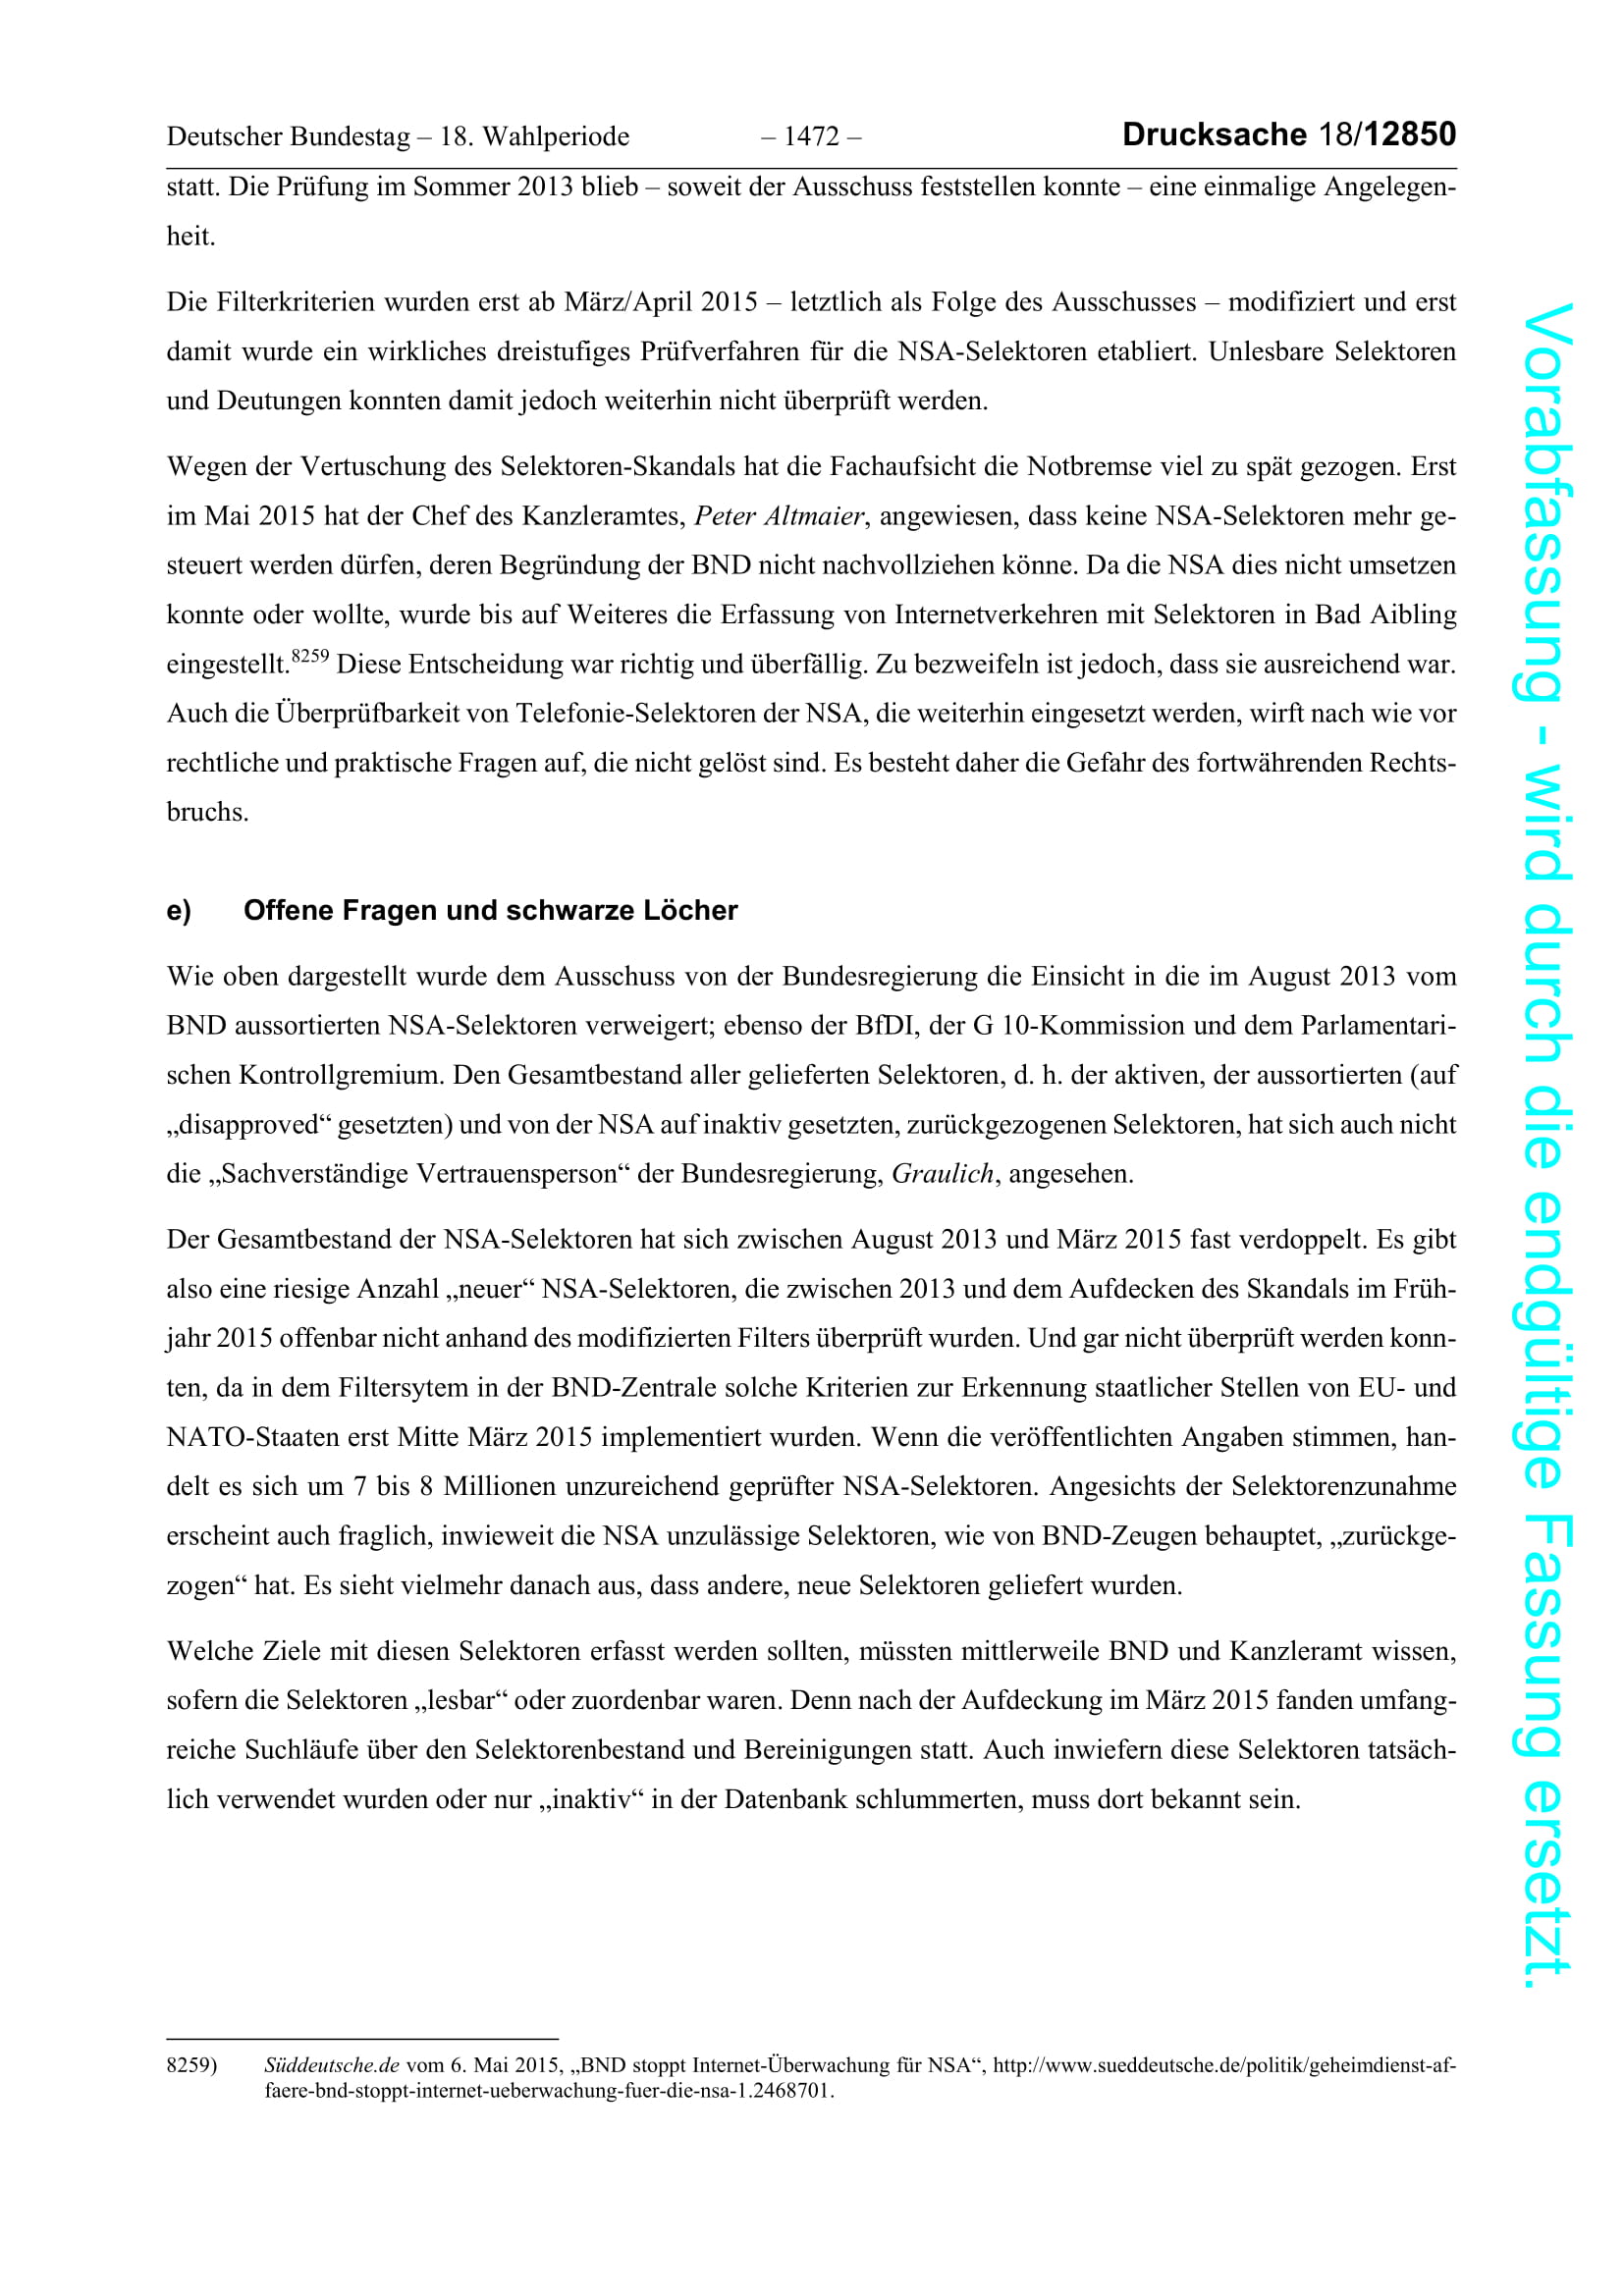 Deutscher Bundestag – 18. Wahlperiode – 1472 – Drucksache 18/12850
statt. Die Prüfung im Sommer 2013 blieb – soweit der Ausschuss feststellen konnte – eine einmalige Angelegen-
heit.
Die Filterkriterien wurden erst ab März/April 2015 – letztlich als Folge des Ausschusses – modifiziert und erst
damit wurde ein wirkliches dreistufiges Prüfverfahren für die NSA-Selektoren etabliert. Unlesbare Selektoren
und Deutungen konnten damit jedoch weiterhin nicht überprüft werden.
Wegen der Vertuschung des Selektoren-Skandals hat die Fachaufsicht die Notbremse viel zu spät gezogen. Erst
im Mai 2015 hat der Chef des Kanzleramtes, Peter Altmaier, angewiesen, dass keine NSA-Selektoren mehr ge-
steuert werden dürfen, deren Begründung der BND nicht nachvollziehen könne. Da die NSA dies nicht umsetzen
konnte oder wollte, wurde bis auf Weiteres die Erfassung von Internetverkehren mit Selektoren in Bad Aibling
eingestellt.8259 Diese Entscheidung war richtig und überfällig. Zu bezweifeln ist jedoch, dass sie ausreichend war.
Auch die Überprüfbarkeit von Telefonie-Selektoren der NSA, die weiterhin eingesetzt werden, wirft nach wie vor
rechtliche und praktische Fragen auf, die nicht gelöst sind. Es besteht daher die Gefahr des fortwährenden Rechts-
bruchs.
e) Offene Fragen und schwarze Löcher
Wie oben dargestellt wurde dem Ausschuss von der Bundesregierung die Einsicht in die im August 2013 vom
BND aussortierten NSA-Selektoren verweigert; ebenso der BfDI, der G 10-Kommission und dem Parlamentari-
schen Kontrollgremium. Den Gesamtbestand aller gelieferten Selektoren, d. h. der aktiven, der aussortierten (auf
„disapproved“ gesetzten) und von der NSA auf inaktiv gesetzten, zurückgezogenen Selektoren, hat sich auch nicht
die „Sachverständige Vertrauensperson“ der Bundesregierung, Graulich, angesehen.
Der Gesamtbestand der NSA-Selektoren hat sich zwischen August 2013 und März 2015 fast verdoppelt. Es gibt
also eine riesige Anzahl „neuer“ NSA-Selektoren, die zwischen 2013 und dem Aufdecken des Skandals im Früh-
jahr 2015 offenbar nicht anhand des modifizierten Filters überprüft wurden. Und gar nicht überprüft werden konn-
ten, da in dem Filtersytem in der BND-Zentrale solche Kriterien zur Erkennung staatlicher Stellen von EU- und
NATO-Staaten erst Mitte März 2015 implementiert wurden. Wenn die veröffentlichten Angaben stimmen, han-
delt es sich um 7 bis 8 Millionen unzureichend geprüfter NSA-Selektoren. Angesichts der Selektorenzunahme
erscheint auch fraglich, inwieweit die NSA unzulässige Selektoren, wie von BND-Zeugen behauptet, „zurückge-
zogen“ hat. Es sieht vielmehr danach aus, dass andere, neue Selektoren geliefert wurden.
Welche Ziele mit diesen Selektoren erfasst werden sollten, müssten mittlerweile BND und Kanzleramt wissen,
sofern die Selektoren „lesbar“ oder zuordenbar waren. Denn nach der Aufdeckung im März 2015 fanden umfang-
reiche Suchläufe über den Selektorenbestand und Bereinigungen statt. Auch inwiefern diese Selektoren tatsäch-
lich verwendet wurden oder nur „inaktiv“ in der Datenbank schlummerten, muss dort bekannt sein.
8259) Süddeutsche.de vom 6. Mai 2015, „BND stoppt Internet-Überwachung für NSA“, http://www.sueddeutsche.de/politik/geheimdienst-af-
faere-bnd-stoppt-internet-ueberwachung-fuer-die-nsa-1.2468701.
Vorabfassung - wird durch die endgültige Fassung ersetzt.